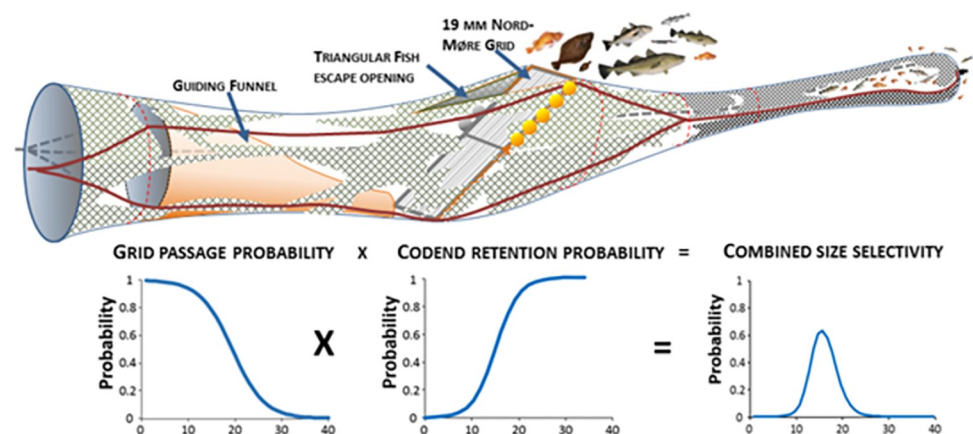 19 MM NORD-
MØRE GRID
TRIANGULAR FISH
ESCAPE OPENING
GUIDING FUNNEL
GRID PASSAGE PROBABILITY X CODEND RETENTION PROBABILITY = COMBINED SIZE SELECTIVITY
Probability
1
0.8
0.6
0.4
0.2
0
0 10 20 30 40
X
Probability
1
0.8
0.6
0.4
0.2
0
0 10 20 30 40
=
Probability
1
0.8
0.6
0.4
0.2
0
0 10 20 30 40